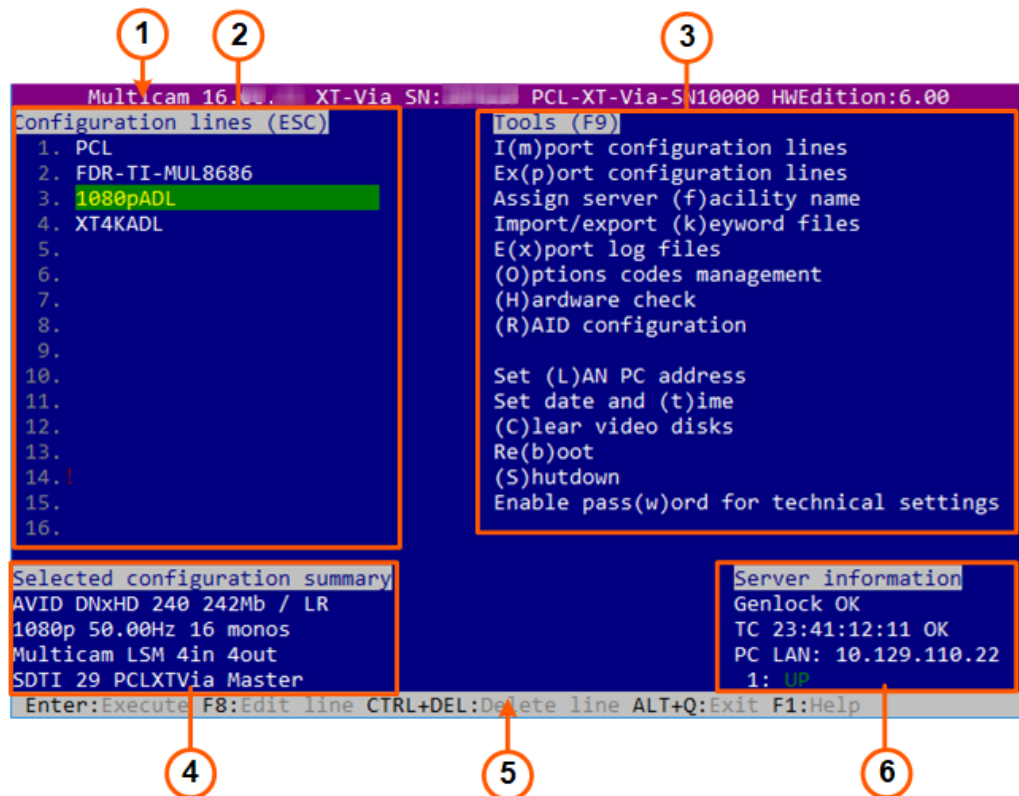 1 2 3
Multicam 16. XT-Via SN: PCL-XT-Via-SN10000 HWEdition:6.00
Configuration lines (ESC)
1. PCL
2. FDR-TI-MUL8686
3. 1080pADL
4. XT4KADL
5.
6.
7.
8.
9.
10.
11.
12.
13.
14.!
15.
16.
Tools (F9)
I(m)port configuration lines
Ex(p)ort configuration lines
Assign server (f)acility name
Import/export (k)eyword files
E(x)port log files
(O)ptions codes management
(H)ardware check
(R)AID configuration
Set (L)AN PC address
Set date and (t)ime
(C)lear video disks
Re(b)oot
(S)hutdown
Enable pass(w)ord for technical settings
Selected configuration summary
AVID DNxHD 240 242Mb / LR
1080p 50.00Hz 16 monos
Multicam LSM 4in 4out
SDTI 29 PCLXTVia Master
Server information
Genlock OK
TC 23:41:12:11 OK
PC LAN: 10.129.110.22
1: UP
Enter:Execute F8:Edit line CTRL+DEL:Delete line ALT+Q:Exit F1:Help
4 5 6